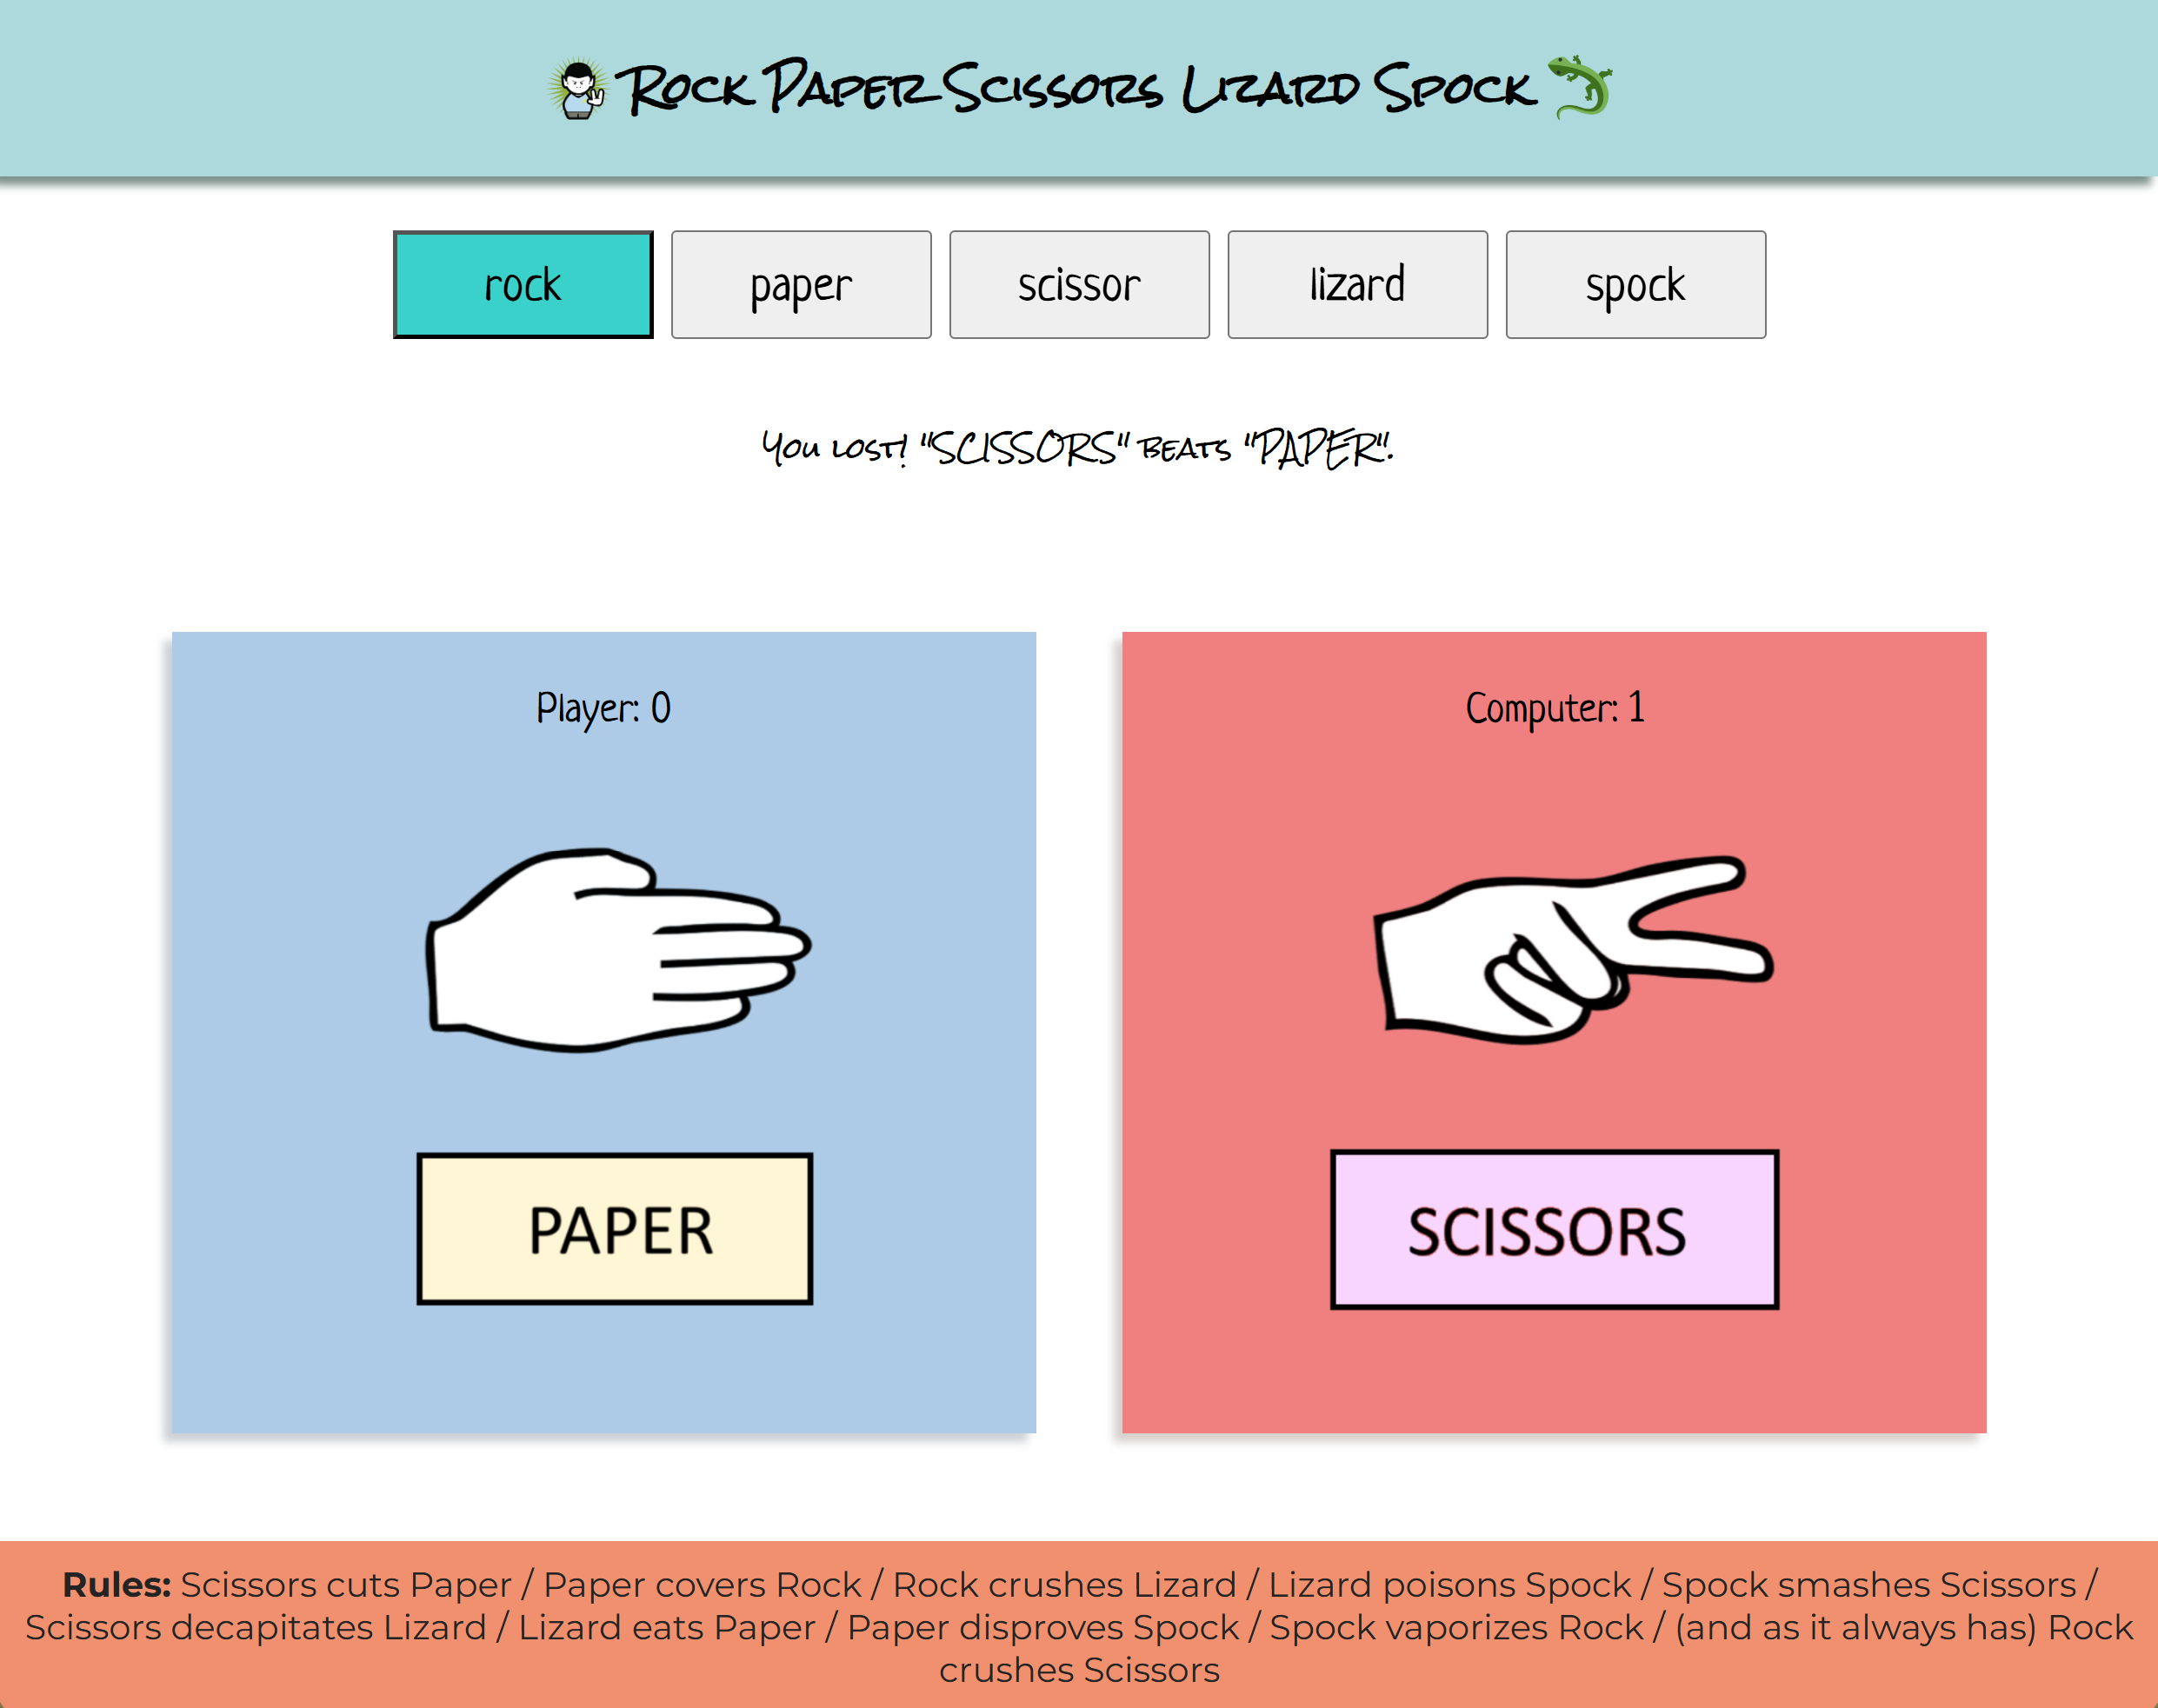 Rock Paper Scissors Lizard Spock
rock
paper
scissor
lizard
spock
You lost! "SCISSORS" beats "PAPER".
Player: 0
Computer: 1
PAPER
SCISSORS
Rules: Scissors cuts Paper / Paper covers Rock / Rock crushes Lizard / Lizard poisons Spock / Spock smashes Scissors /
Scissors decapitates Lizard / Lizard eats Paper / Paper disproves Spock / Spock vaporizes Rock / (and as it always has) Rock
crushes Scissors